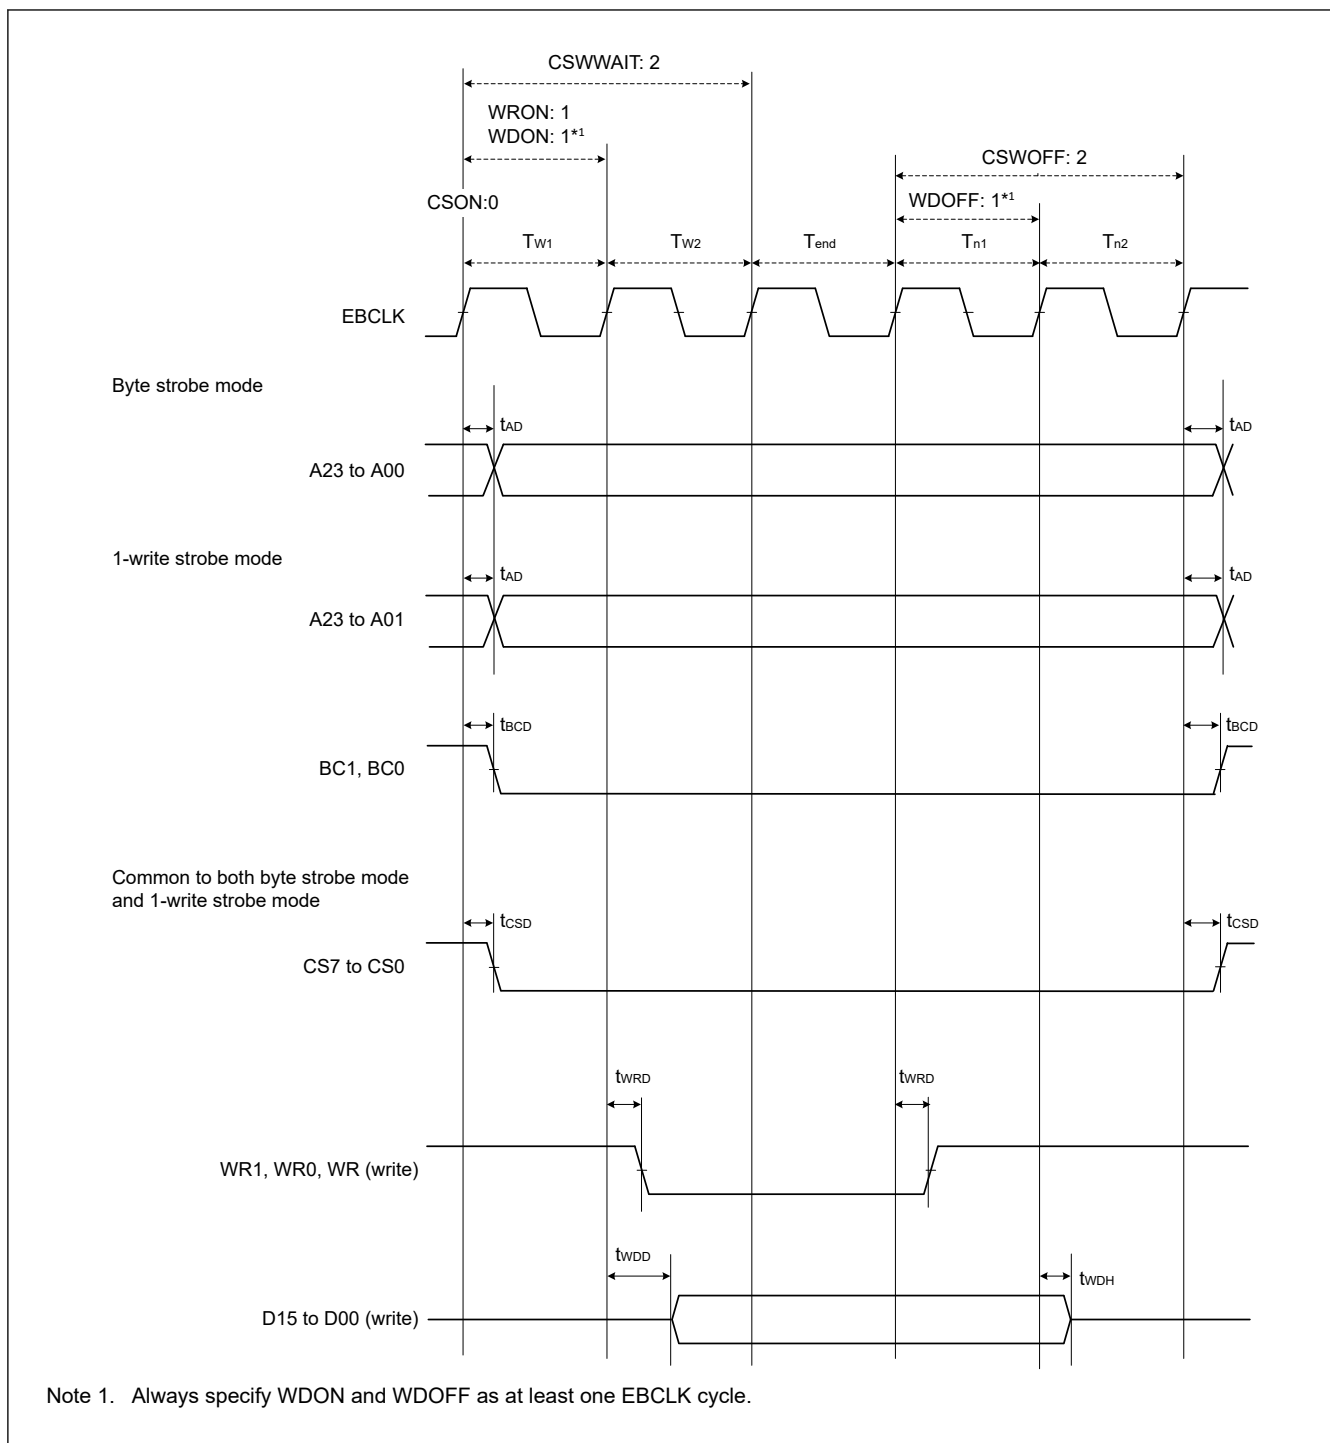 CSWWAIT: 2
WRON: 1
WDON: 1*1
CSWOFF: 2
CSON:0
WDOFF: 1*1
TW1 TW2 Tend Tn1 Tn2
EBCLK
Byte strobe mode
tAD tAD
A23 to A00
1-write strobe mode
tAD tAD
A23 to A01
tBCD tBCD
BC1, BC0
Common to both byte strobe mode
and 1-write strobe mode
tCSD tCSD
CS7 to CS0
tWRD tWRD
WR1, WR0, WR (write)
tWDD tWDH
D15 to D00 (write)
Note 1. Always specify WDON and WDOFF as at least one EBCLK cycle.